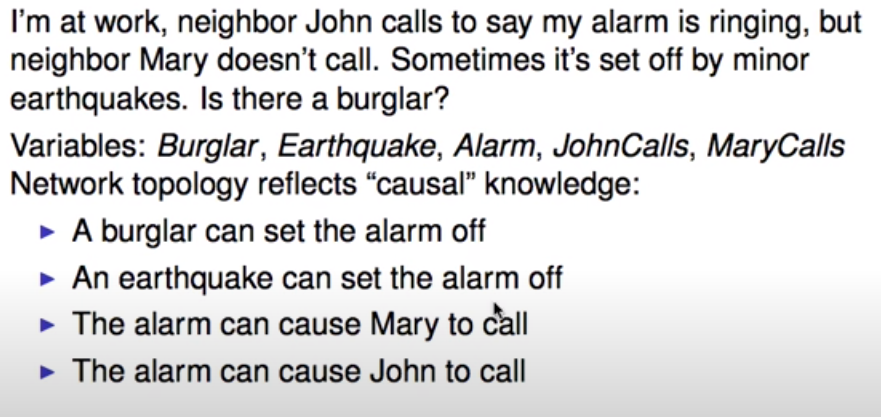 I'm at work, neighbor John calls to say my alarm is ringing, but
neighbor Mary doesn't call. Sometimes it's set off by minor
earthquakes. Is there a burglar?
Variables: Burglar, Earthquake, Alarm, JohnCalls, MaryCalls
Network topology reflects “causal” knowledge:
► A burglar can set the alarm off
► An earthquake can set the alarm off
► The alarm can cause Mary to call
► The alarm can cause John to call